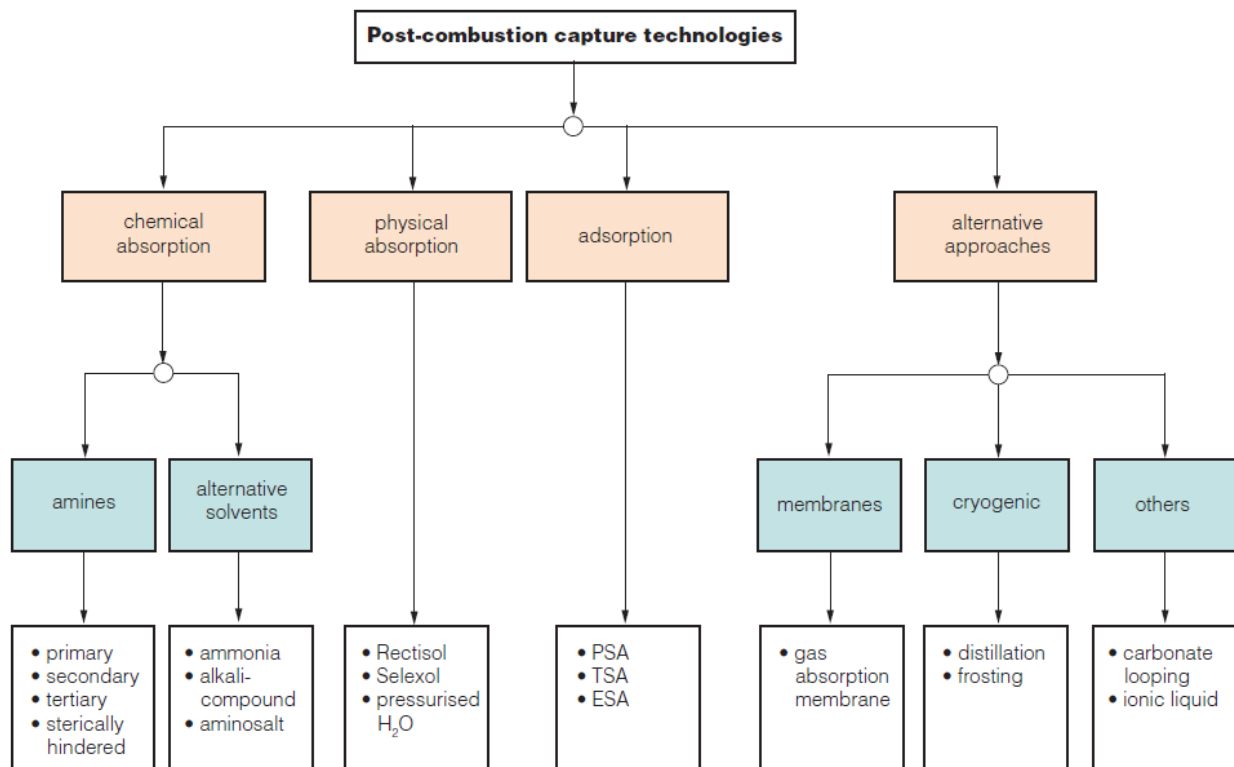 Post-combustion capture technologies
chemical
absorption
physical
absorption
adsorption
alternative
approaches
amines
alternative
solvents
membranes
cryogenic
others
• primary
• secondary
• tertiary
• sterically
hindered
• ammonia
• alkali-
compound
• aminosalt
• Rectisol
• Selexol
• pressurised
H₂O
• PSA
• TSA
• ESA
• gas
absorption
membrane
• distillation
• frosting
• carbonate
looping
• ionic liquid